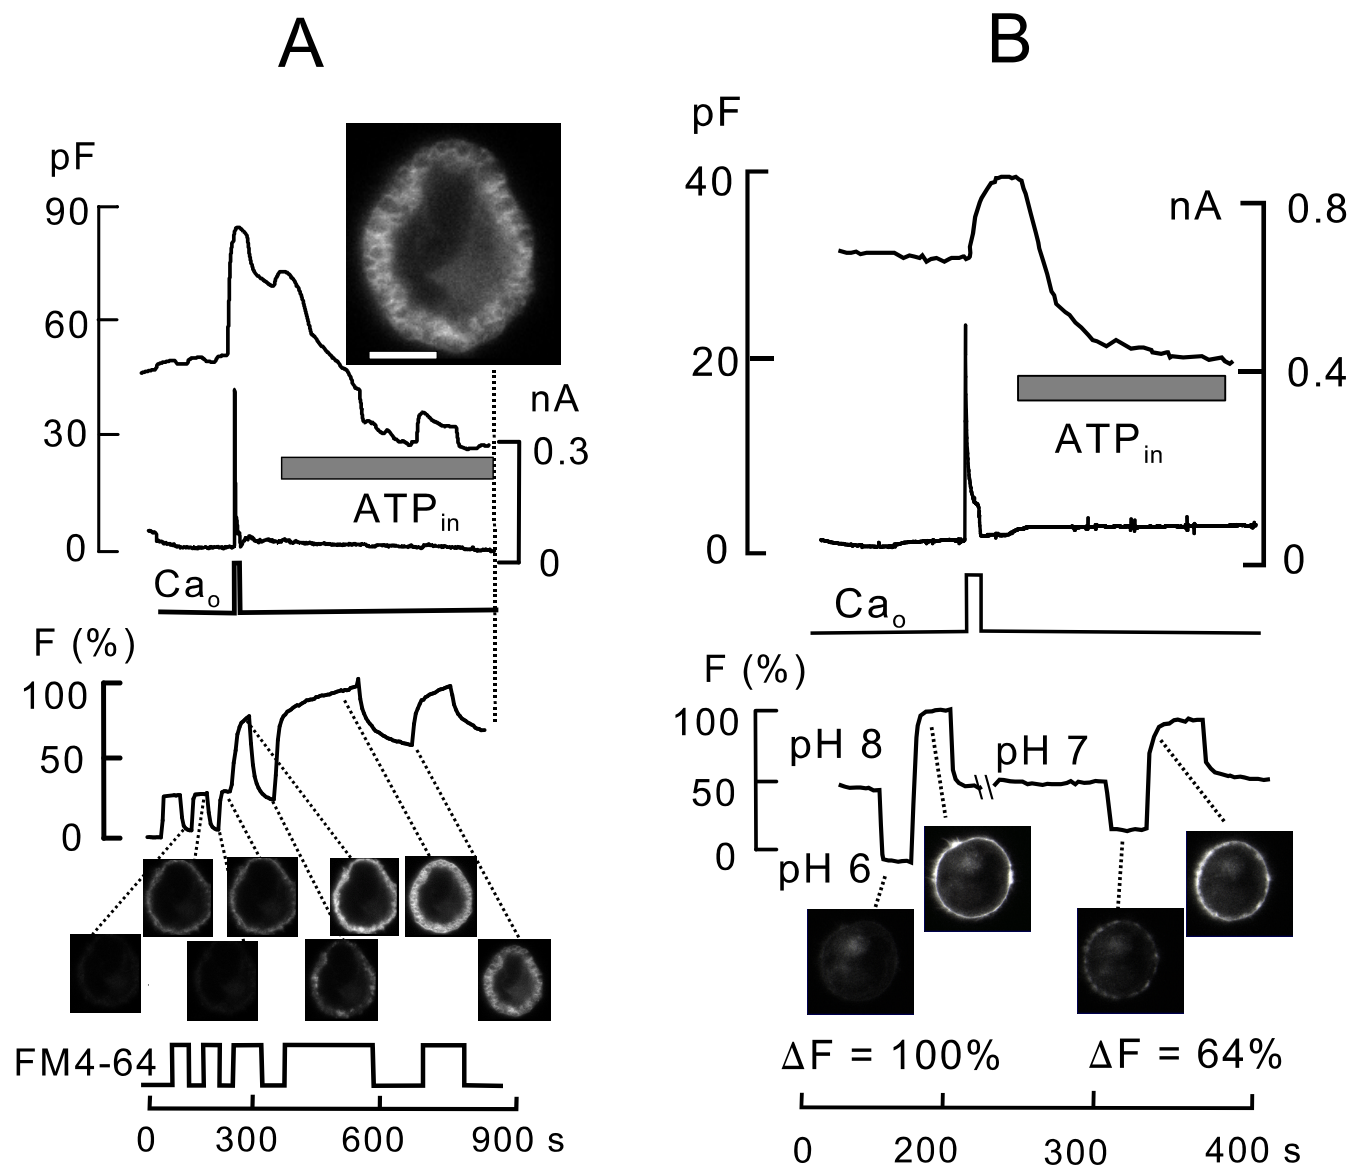 A
B
pF
90
60
30
0
nA
0.3
0
ATPin
Cao
F (%)
100
50
0
FM4-64
0 300 600 900 s
pF
40
20
0
nA
0.8
0.4
0
ATPin
Cao
F (%)
100
50
0
pH 8
pH 7
pH 6
ΔF = 100%
ΔF = 64%
0 200 300 400 s